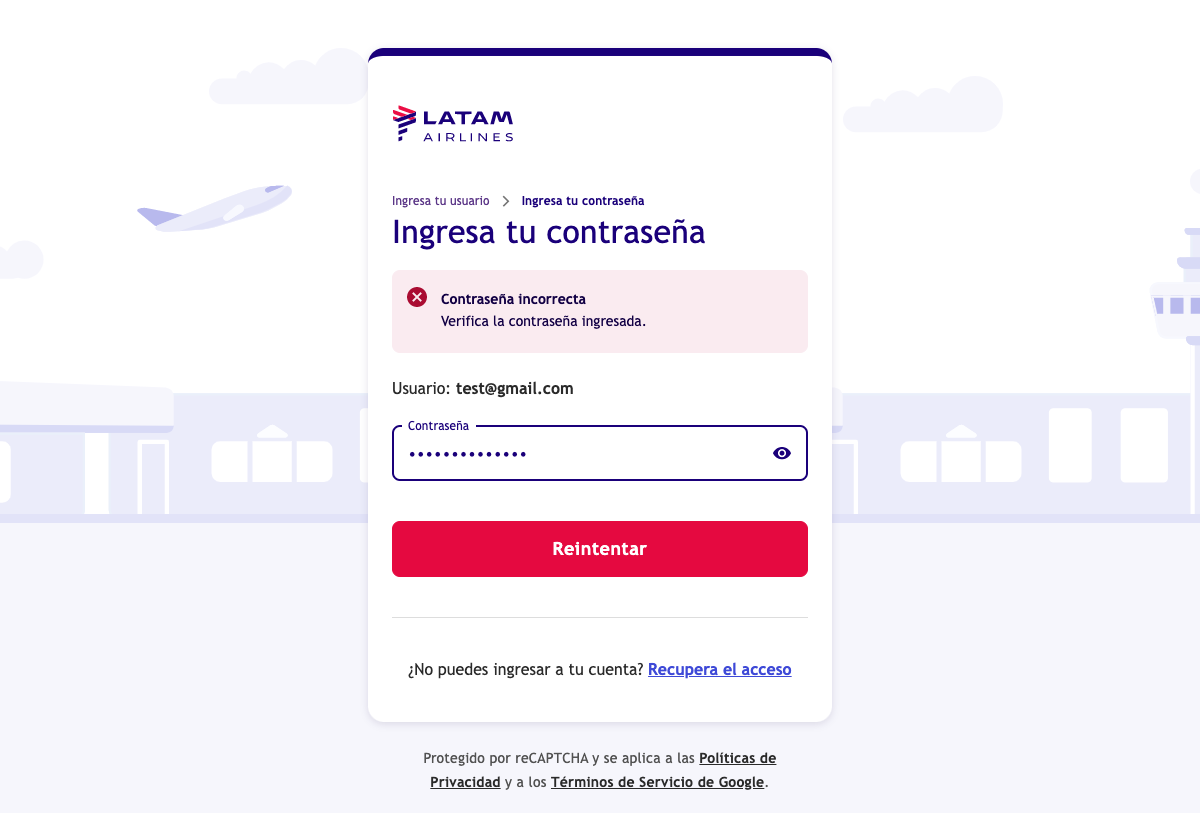 LATAM
AIRLINES
Ingresa tu usuario > Ingresa tu contraseña
Ingresa tu contraseña
Contraseña incorrecta
Verifica la contraseña ingresada.
Usuario: test@gmail.com
Contraseña
••••••••••••••
Reintentar
¿No puedes ingresar a tu cuenta? Recupera el acceso
Protegido por reCAPTCHA y se aplica a las Políticas de
Privacidad y a los Términos de Servicio de Google.